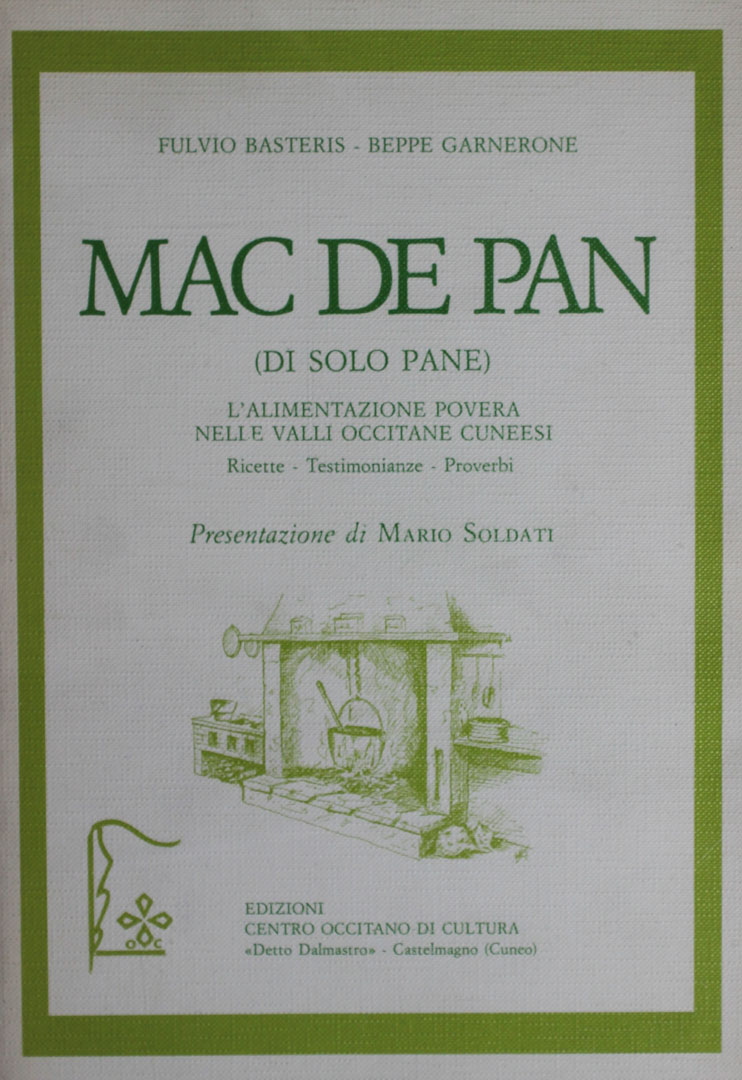 FULVIO BASTERIS - BEPPE GARNERONE
MAC DE PAN
(DI SOLO PANE)
L'ALIMENTAZIONE POVERA
NELLE VALLI OCCITANE CUNEESI
Ricette - Testimonianze - Proverbi
Presentazione di MARIO SOLDATI
O C
EDIZIONI
CENTRO OCCITANO DI CULTURA
«Detto Dalmastro» - Castelmagno (Cuneo)